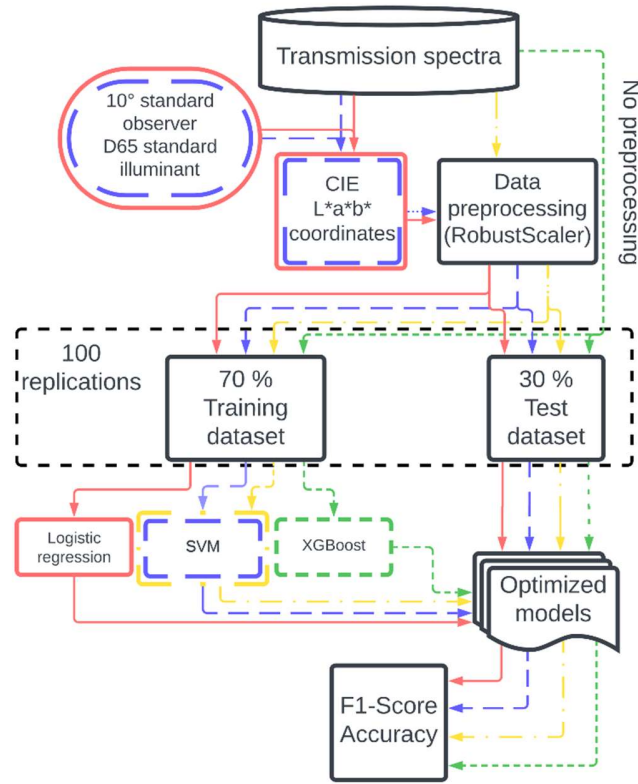 Transmission spectra
10° standard
observer
D65 standard
illuminant
No preprocessing
CIE
L*a*b*
coordinates
Data
preprocessing
(RobustScaler)
100
replications
70 %
Training
dataset
30 %
Test
dataset
Logistic
regression
SVM
XGBoost
Optimized
models
F1-Score
Accuracy